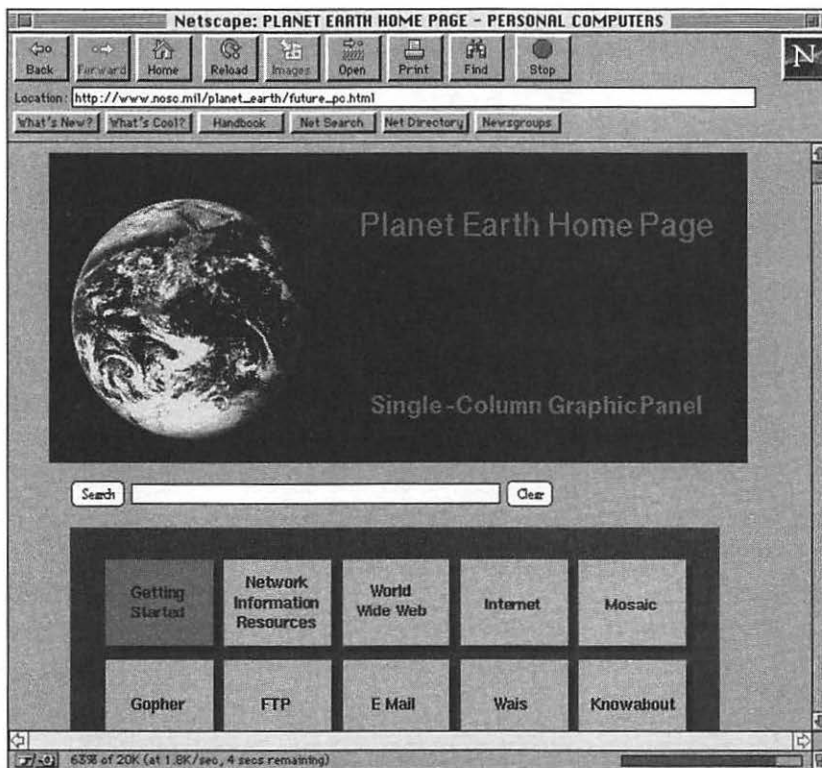 Netscape: PLANET EARTH HOME PAGE - PERSONAL COMPUTERS
Back Forward Home Reload Images Open Print Find Stop
N
Location: http://www.nosc.mil/planet_earth/future_pc.html
What's New? What's Cool? Handbook Net Search Net Directory Newsgroups
Planet Earth Home Page
Single-Column Graphic Panel
Search Clear
Getting Started
Network Information Resources
World Wide Web
Internet
Mosaic
Gopher
FTP
E Mail
Wais
Knowabout
63% of 20K (at 1.8K/sec, 4 secs remaining)